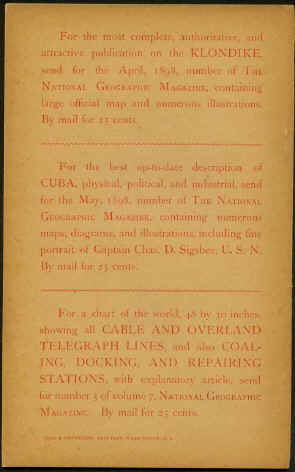 For the most complete, authoritative, and
attractive publication on the KLONDIKE,
send for the April, 1898, number of THE
NATIONAL GEOGRAPHIC MAGAZINE, containing
large official map and numerous illustrations.
By mail for 25 cents.
For the best up-to-date description of
CUBA, physical, political, and industrial, send
for the May, 1898, number of THE NATIONAL
GEOGRAPHIC MAGAZINE, containing numerous
maps, diagrams, and illustrations, including fine
portrait of Captain Chas. D. Sigsbee, U. S. N.
By mail for 25 cents.
For a chart of the world, 48 by 30 inches,
showing all CABLE AND OVERLAND
TELEGRAPH LINES, and also COAL-
ING, DOCKING, AND REPAIRING
STATIONS, with explanatory article, send
for number 3 of volume 7, NATIONAL GEOGRAPHIC
MAGAZINE. By mail for 25 cents.